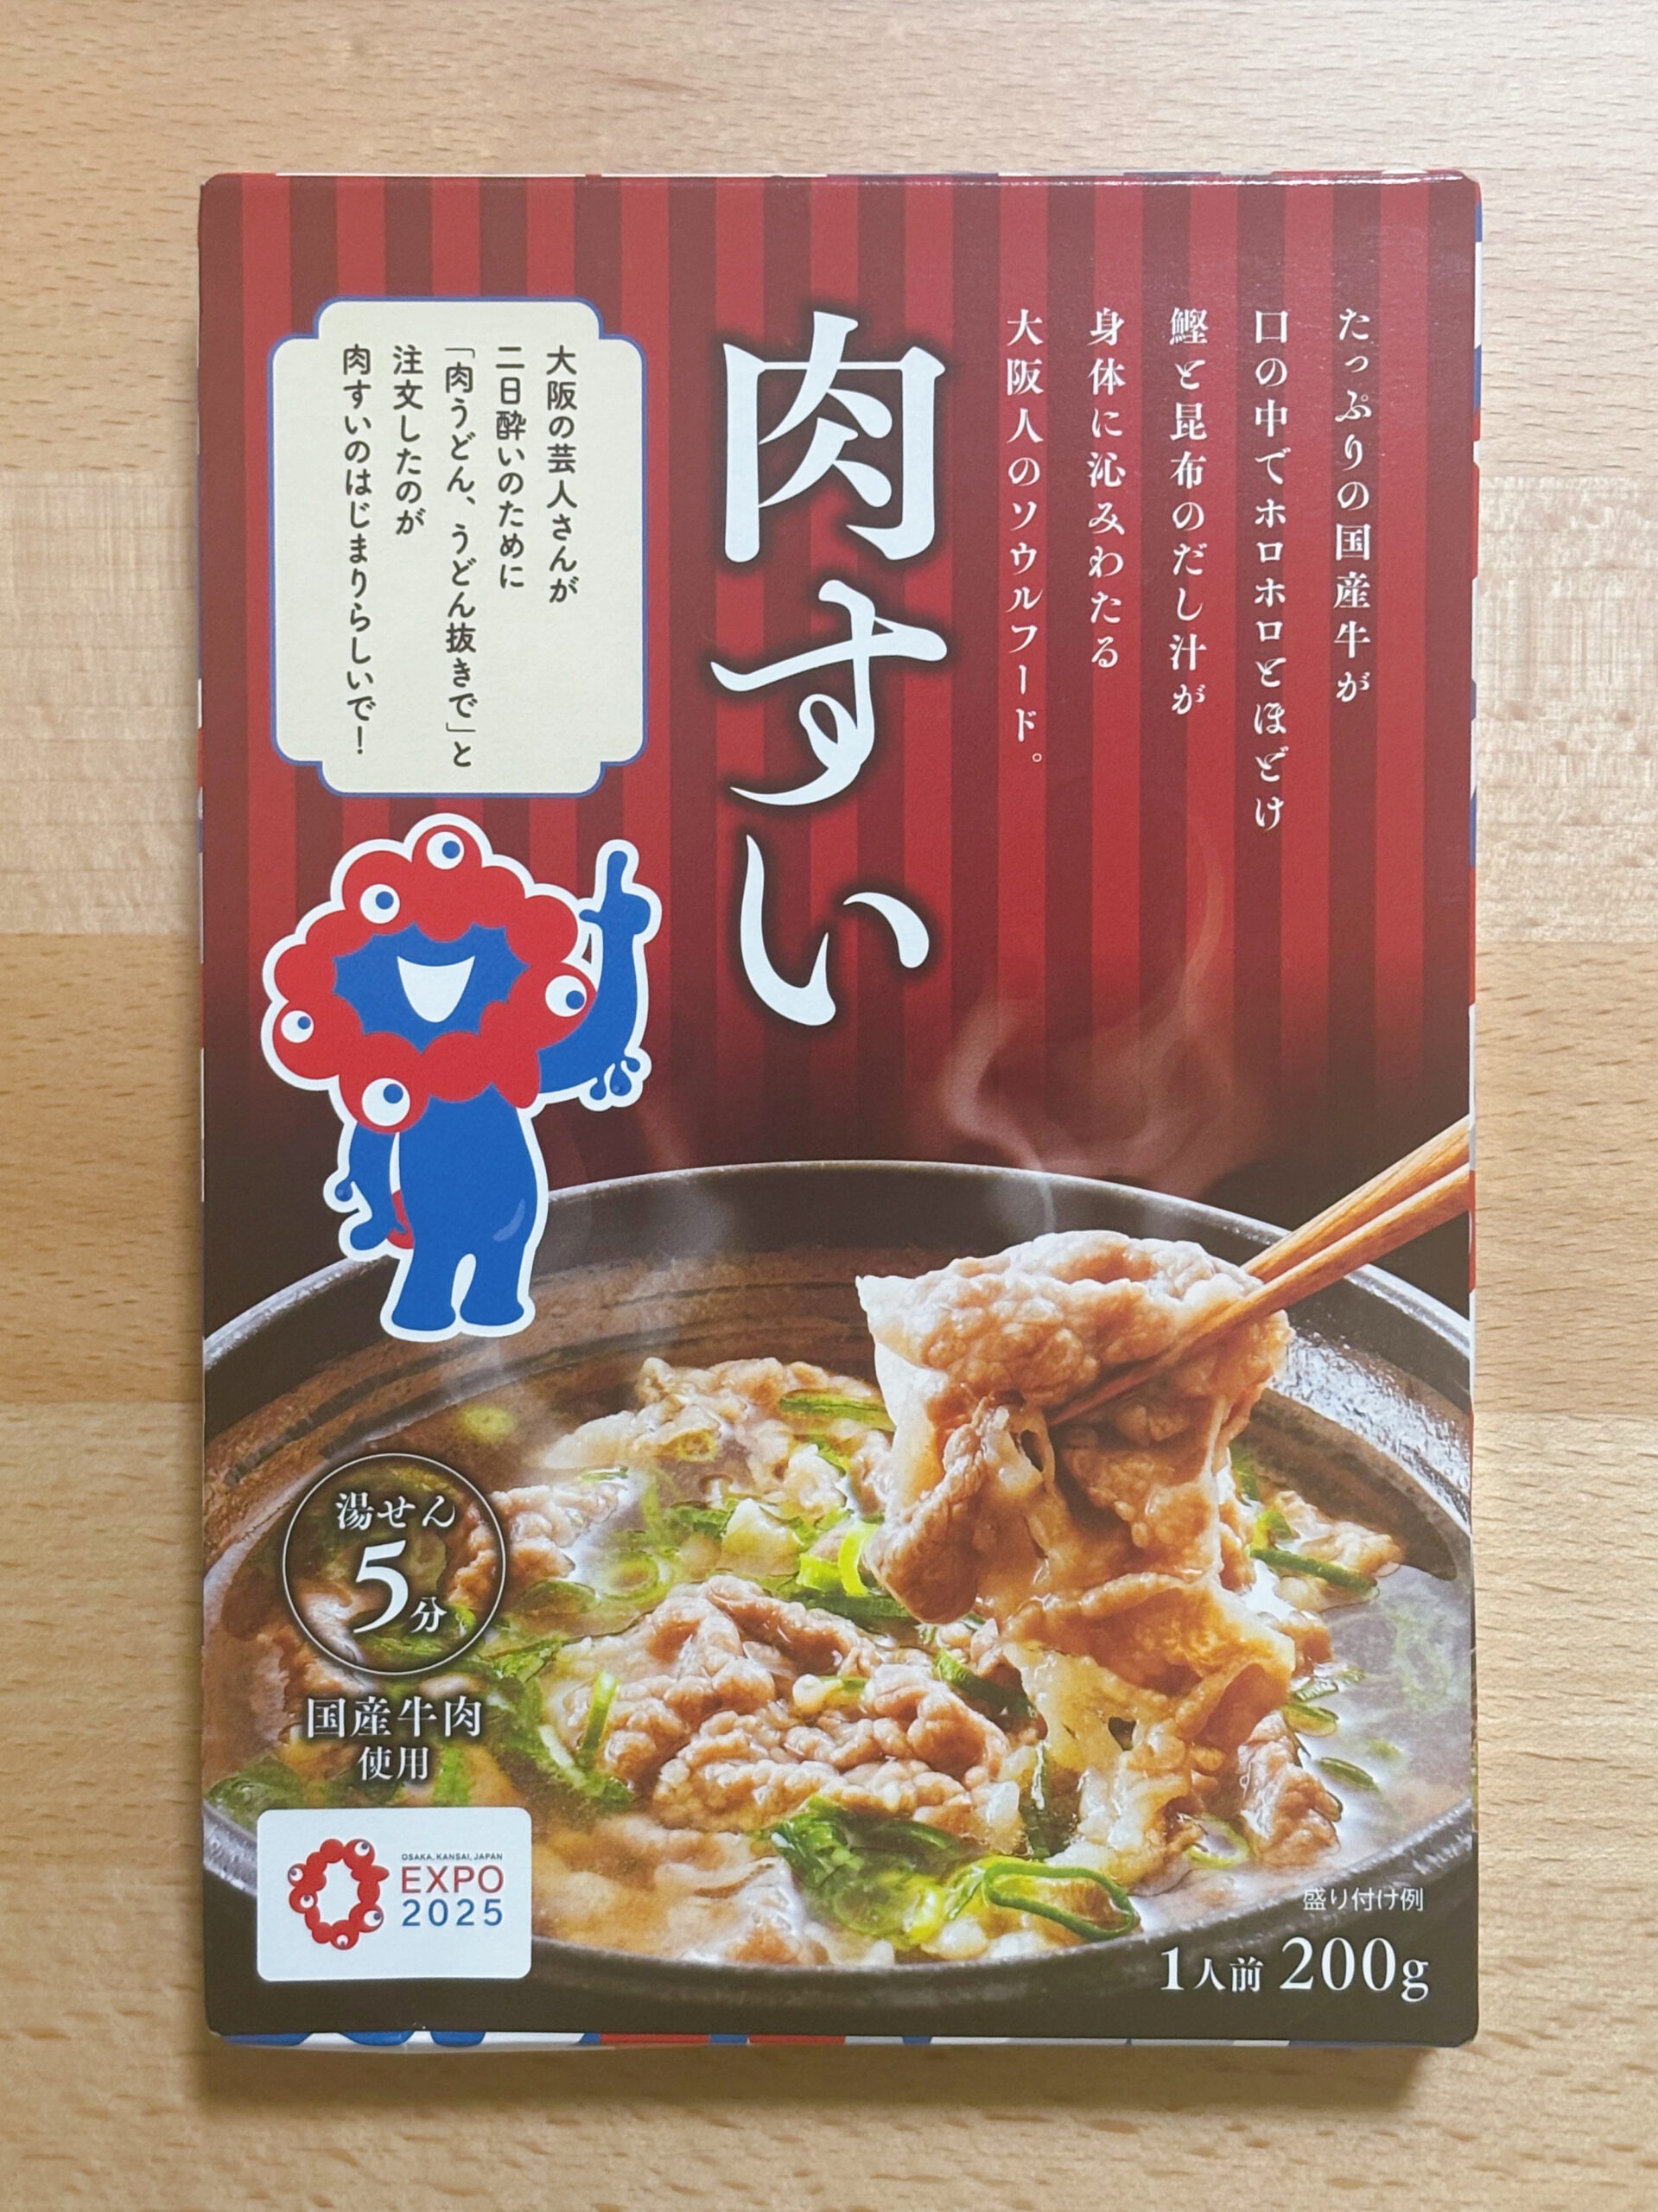 たっぷりの国産牛が
口の中でホロホロとほどけ
鰹と昆布のだし汁が
身体に沁みわたる
大阪人のソウルフード。
肉すい
大阪の芸人さんが
二日酔いのために
「肉うどん、うどん抜きで」と
注文したのが
肉すいのはじまりらしいで！
湯せん
5分
国産牛肉
使用
OSAKA, KANSAI, JAPAN
EXPO
2025
盛り付け例
1人前 200g